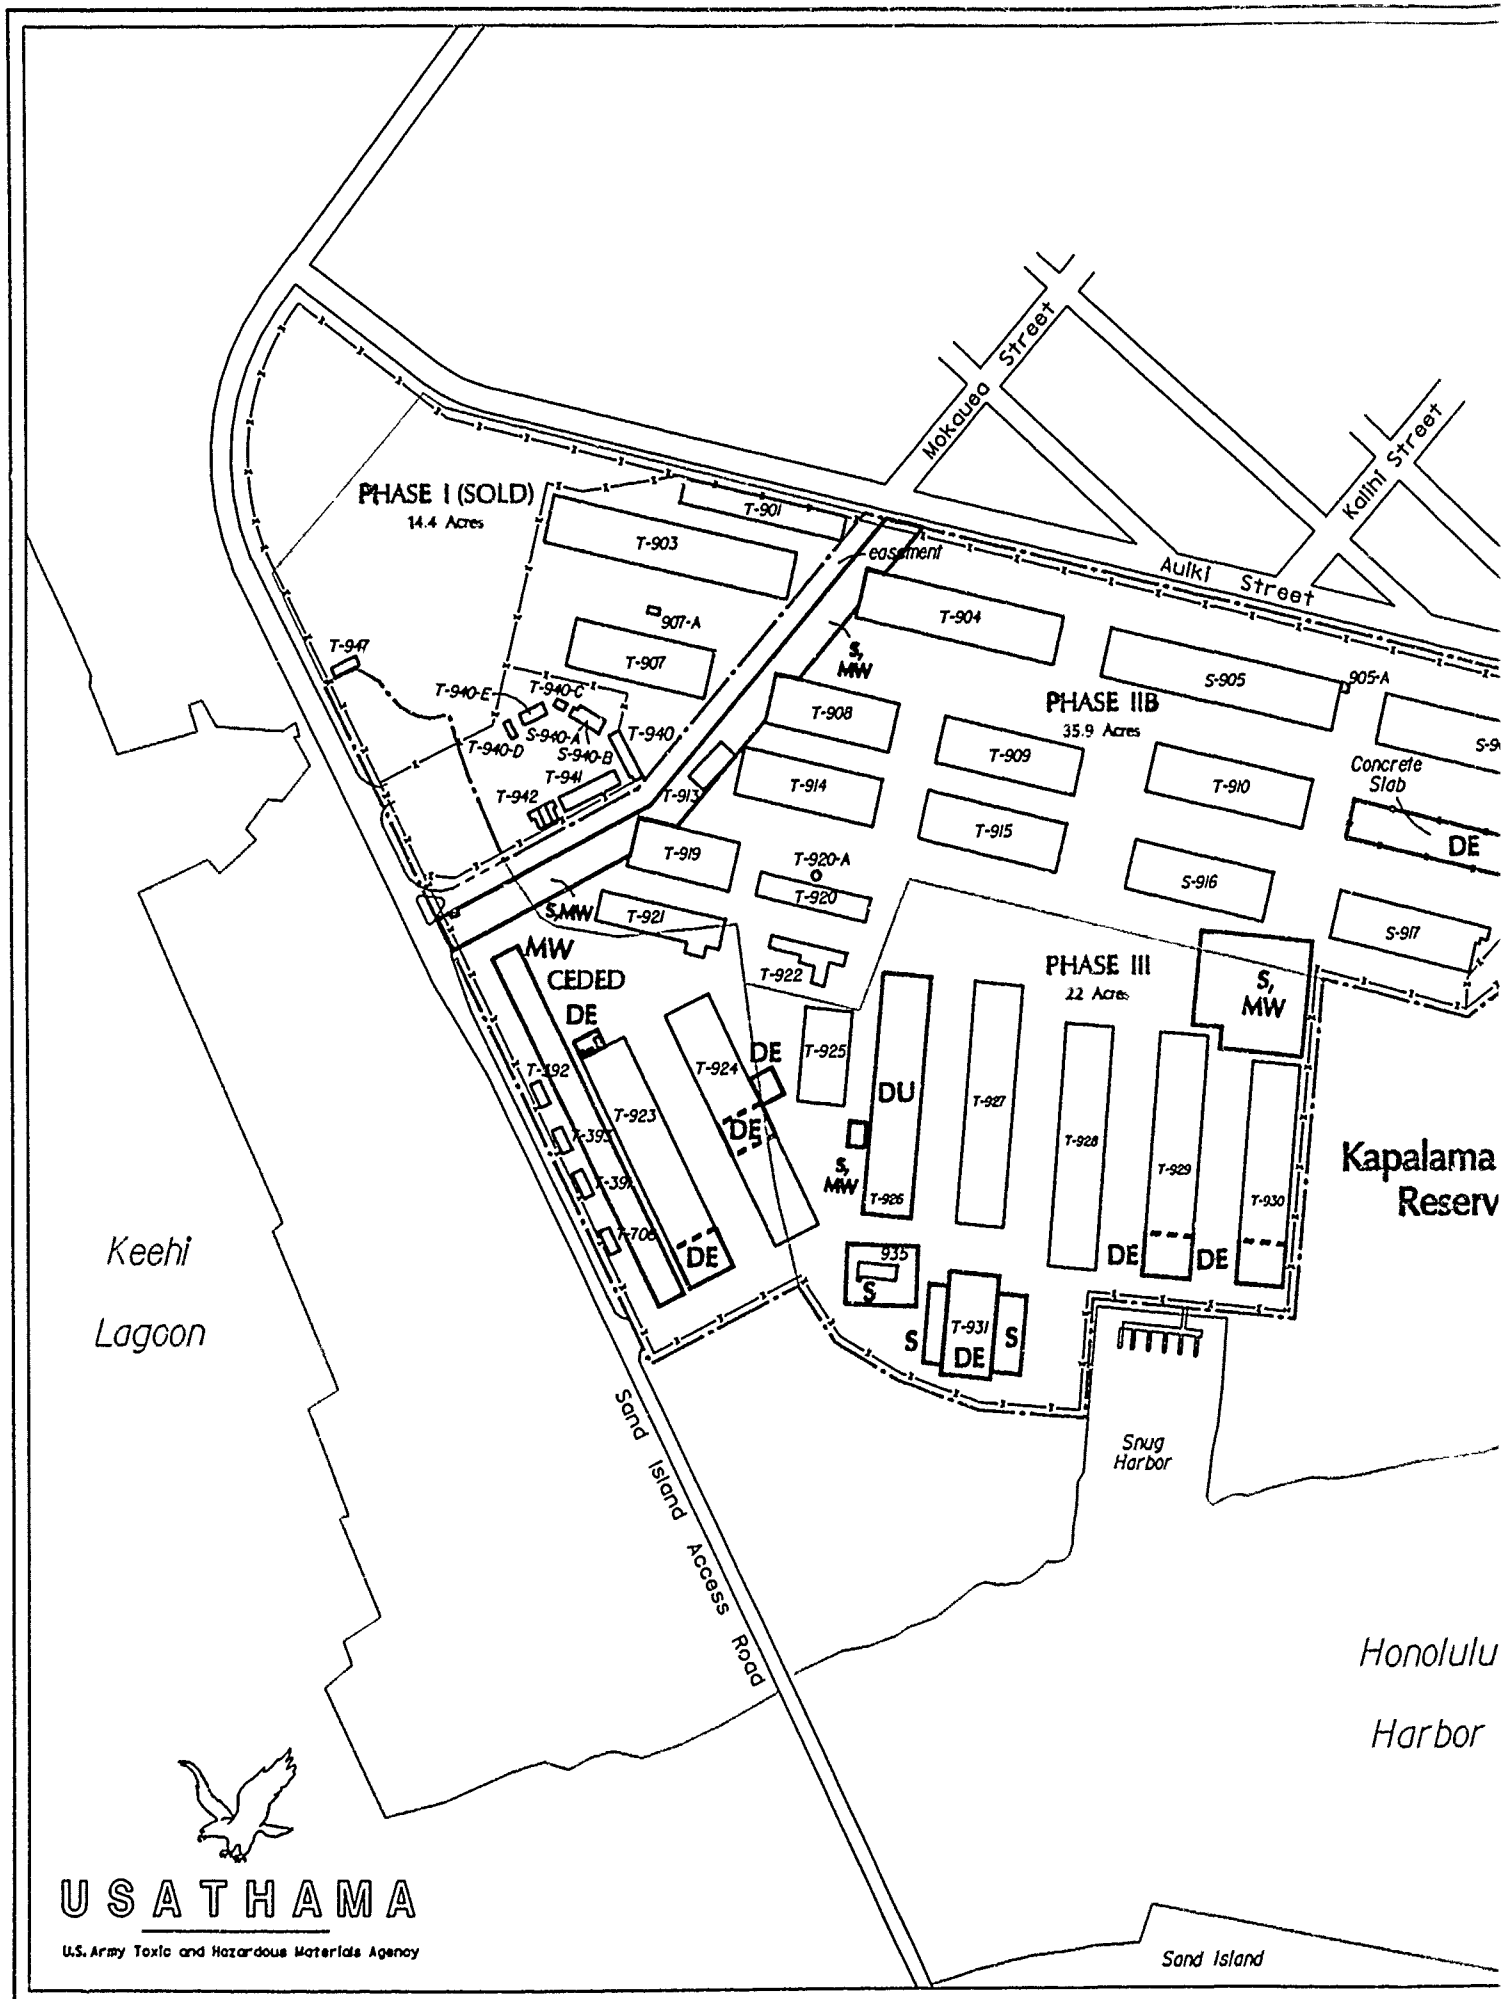 Mokauea Street
Kalihi Street
PHASE I (SOLD)
14.4 Acres
T-901
T-903
easement
Auiki Street
907-A
T-904
T-947
T-907
S,
MW
S-905
905-A
T-940-E
T-940-C
T-908
PHASE IIB
35.9 Acres
T-940-D
S-940-A
S-940-B
T-940
T-909
Concrete
Slab
T-941
T-942
T-913
T-914
T-910
DE
T-915
T-919
T-920-A
T-920
S-916
S,MW
T-921
S-917
MW
CEDED
T-922
PHASE III
22 Acres
S,
MW
DE
T-392
T-924
DE
T-925
DU
T-923
T-393
DE
T-927
T-928
T-929
T-391
S,
MW
T-926
T-930
Kapalama
Reserv
T-706
DE
935
S
DE
DE
Keehi
Lagoon
S
T-931
DE
S
Snug
Harbor
Sand Island Access Road
Honolulu
Harbor
USATHAMA
U.S. Army Toxic and Hazardous Materials Agency
Sand Island